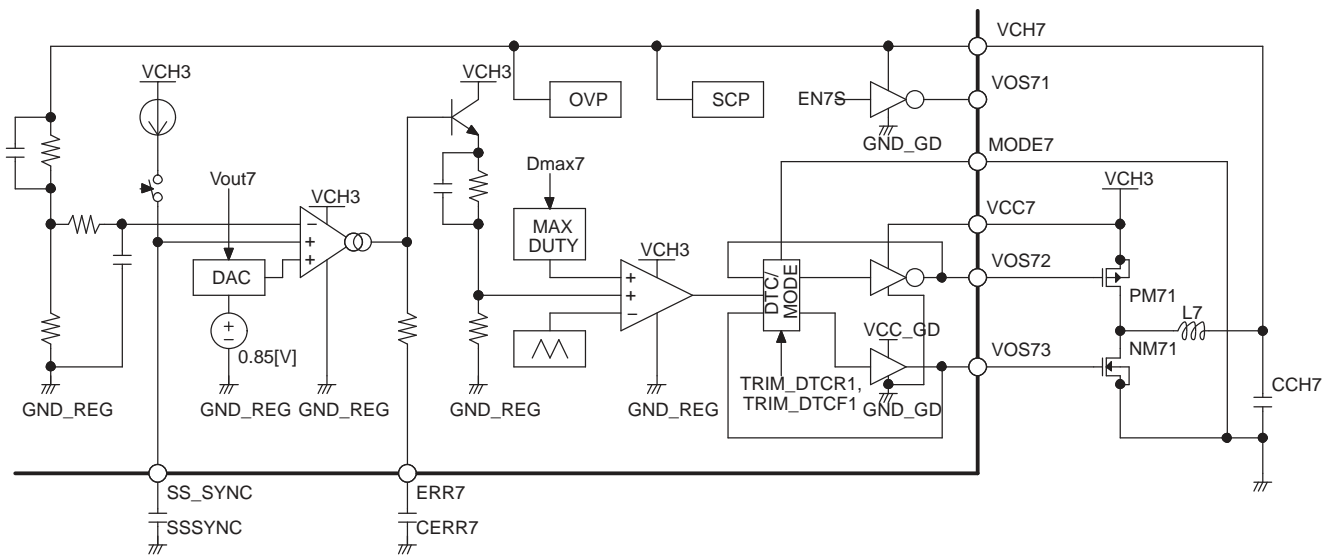 VCH7
VCH3
VCH3
OVP
SCP
EN7S
VOS71
GND_GD
MODE7
Vout7
Dmax7
VCH3
VCH3
MAX
DUTY
VCC7
−
+
+
DAC
VCH3
+
+
−
DTC/
MODE
VOS72
PM71
L7
+
−
0.85[V]
VCC_GD
NM71
VOS73
TRIM_DTCR1,
TRIM_DTCF1
GND_GD
CCH7
GND_REG
GND_REG
GND_REG
GND_REG
GND_REG
SS_SYNC
ERR7
SSSYNC
CERR7